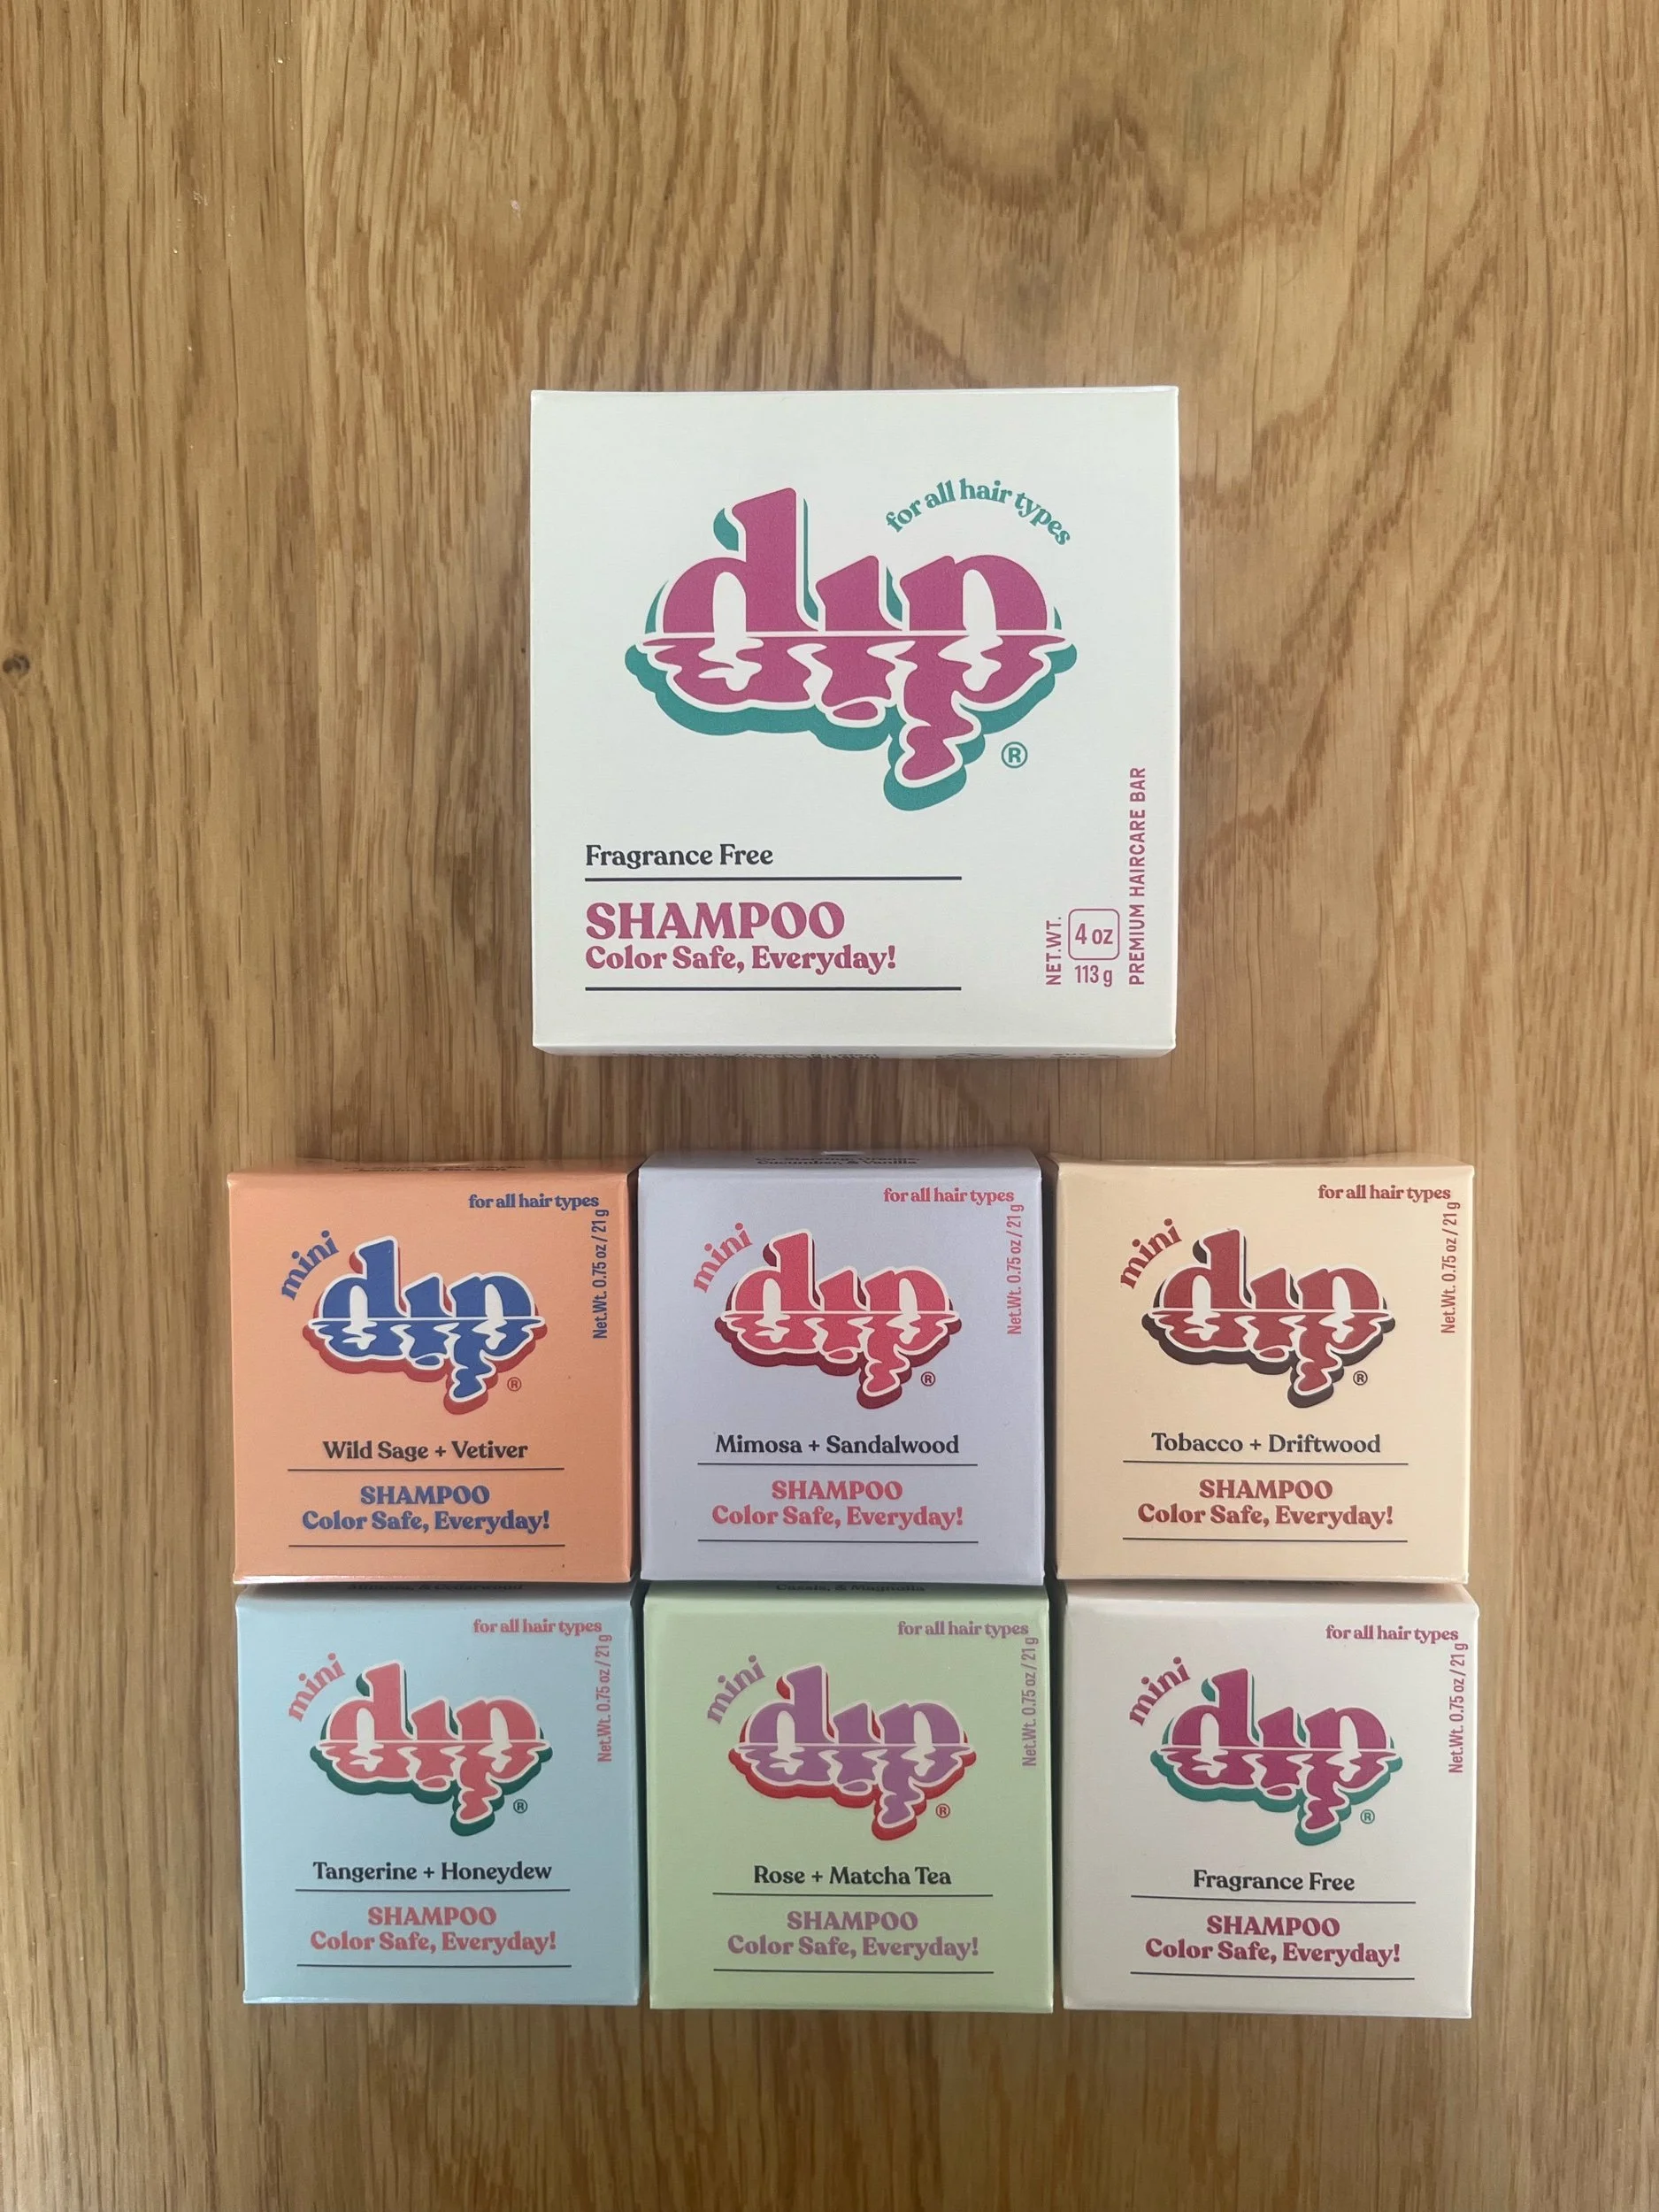 for all hair types
dip®
Fragrance Free
SHAMPOO
Color Safe, Everyday!
NET.WT.
4 oz
113 g
PREMIUM HAIRCARE BAR
for all hair types
mini
dip®
Net.Wt. 0.75 oz / 21 g
Wild Sage + Vetiver
SHAMPOO
Color Safe, Everyday!
Cucumber, & Vanilla
for all hair types
mini
dip®
Net.Wt. 0.75 oz / 21 g
Mimosa + Sandalwood
SHAMPOO
Color Safe, Everyday!
for all hair types
mini
dip®
Net.Wt. 0.75 oz / 21 g
Tobacco + Driftwood
SHAMPOO
Color Safe, Everyday!
Mimosa, & Cedarwood
for all hair types
mini
dip®
Net.Wt. 0.75 oz / 21 g
Tangerine + Honeydew
SHAMPOO
Color Safe, Everyday!
Cassis, & Magnolia
for all hair types
mini
dip®
Net.Wt. 0.75 oz / 21 g
Rose + Matcha Tea
SHAMPOO
Color Safe, Everyday!
for all hair types
mini
dip®
Net.Wt. 0.75 oz / 21 g
Fragrance Free
SHAMPOO
Color Safe, Everyday!